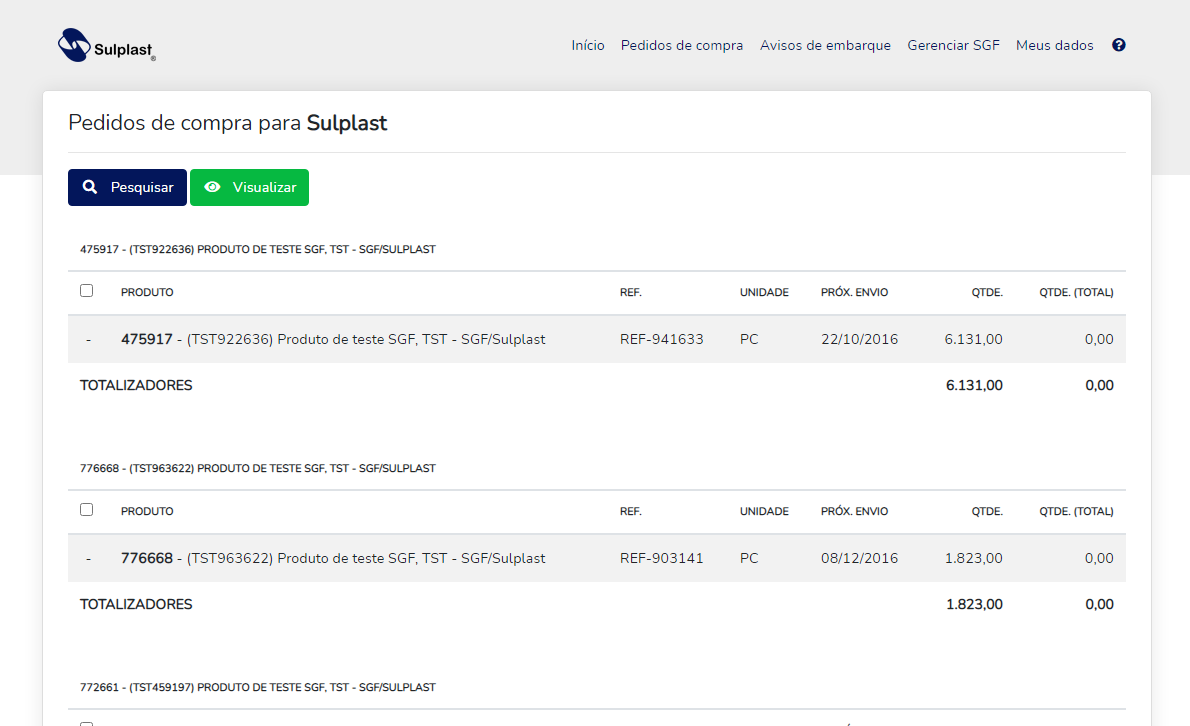 Sulplast®
Início Pedidos de compra Avisos de embarque Gerenciar SGF Meus dados ?
Pedidos de compra para Sulplast
Pesquisar Visualizar
475917 - (TST922636) PRODUTO DE TESTE SGF, TST - SGF/SULPLAST
PRODUTO REF. UNIDADE PRÓX. ENVIO QTDE. QTDE. (TOTAL)
- 475917 - (TST922636) Produto de teste SGF, TST - SGF/Sulplast REF-941633 PC 22/10/2016 6.131,00 0,00
TOTALIZADORES 6.131,00 0,00
776668 - (TST963622) PRODUTO DE TESTE SGF, TST - SGF/SULPLAST
PRODUTO REF. UNIDADE PRÓX. ENVIO QTDE. QTDE. (TOTAL)
- 776668 - (TST963622) Produto de teste SGF, TST - SGF/Sulplast REF-903141 PC 08/12/2016 1.823,00 0,00
TOTALIZADORES 1.823,00 0,00
772661 - (TST459197) PRODUTO DE TESTE SGF, TST - SGF/SULPLAST